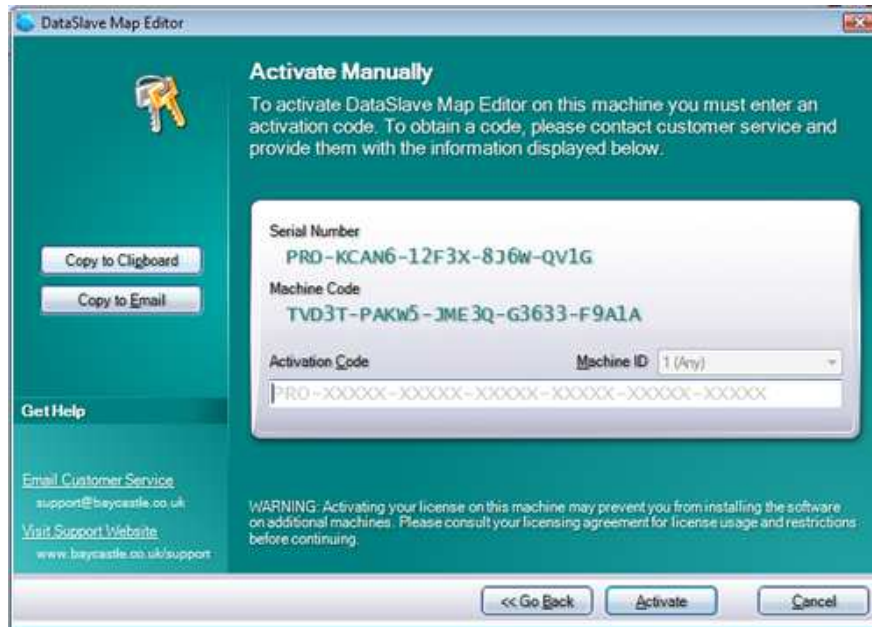 DataSlave Map Editor
Activate Manually
To activate DataSlave Map Editor on this machine you must enter an
activation code. To obtain a code, please contact customer service and
provide them with the information displayed below.
Copy to Clipboard
Copy to Email
Serial Number
PRO-KCAN6-12F3X-8J6W-QV1G
Machine Code
TVD3T-PAKW5-JME3Q-G3633-F9A1A
Activation Code
Machine ID 1 (Any)
PRO-XXXXX-XXXXX-XXXXX-XXXXX-XXXXX-XXXXX
Get Help
Email Customer Service
support@baycastle.co.uk
Visit Support Website
www.baycastle.co.uk/support
WARNING: Activating your license on this machine may prevent you from installing the software
on additional machines. Please consult your licensing agreement for license usage and restrictions
before continuing.
<< Go Back
Activate
Cancel